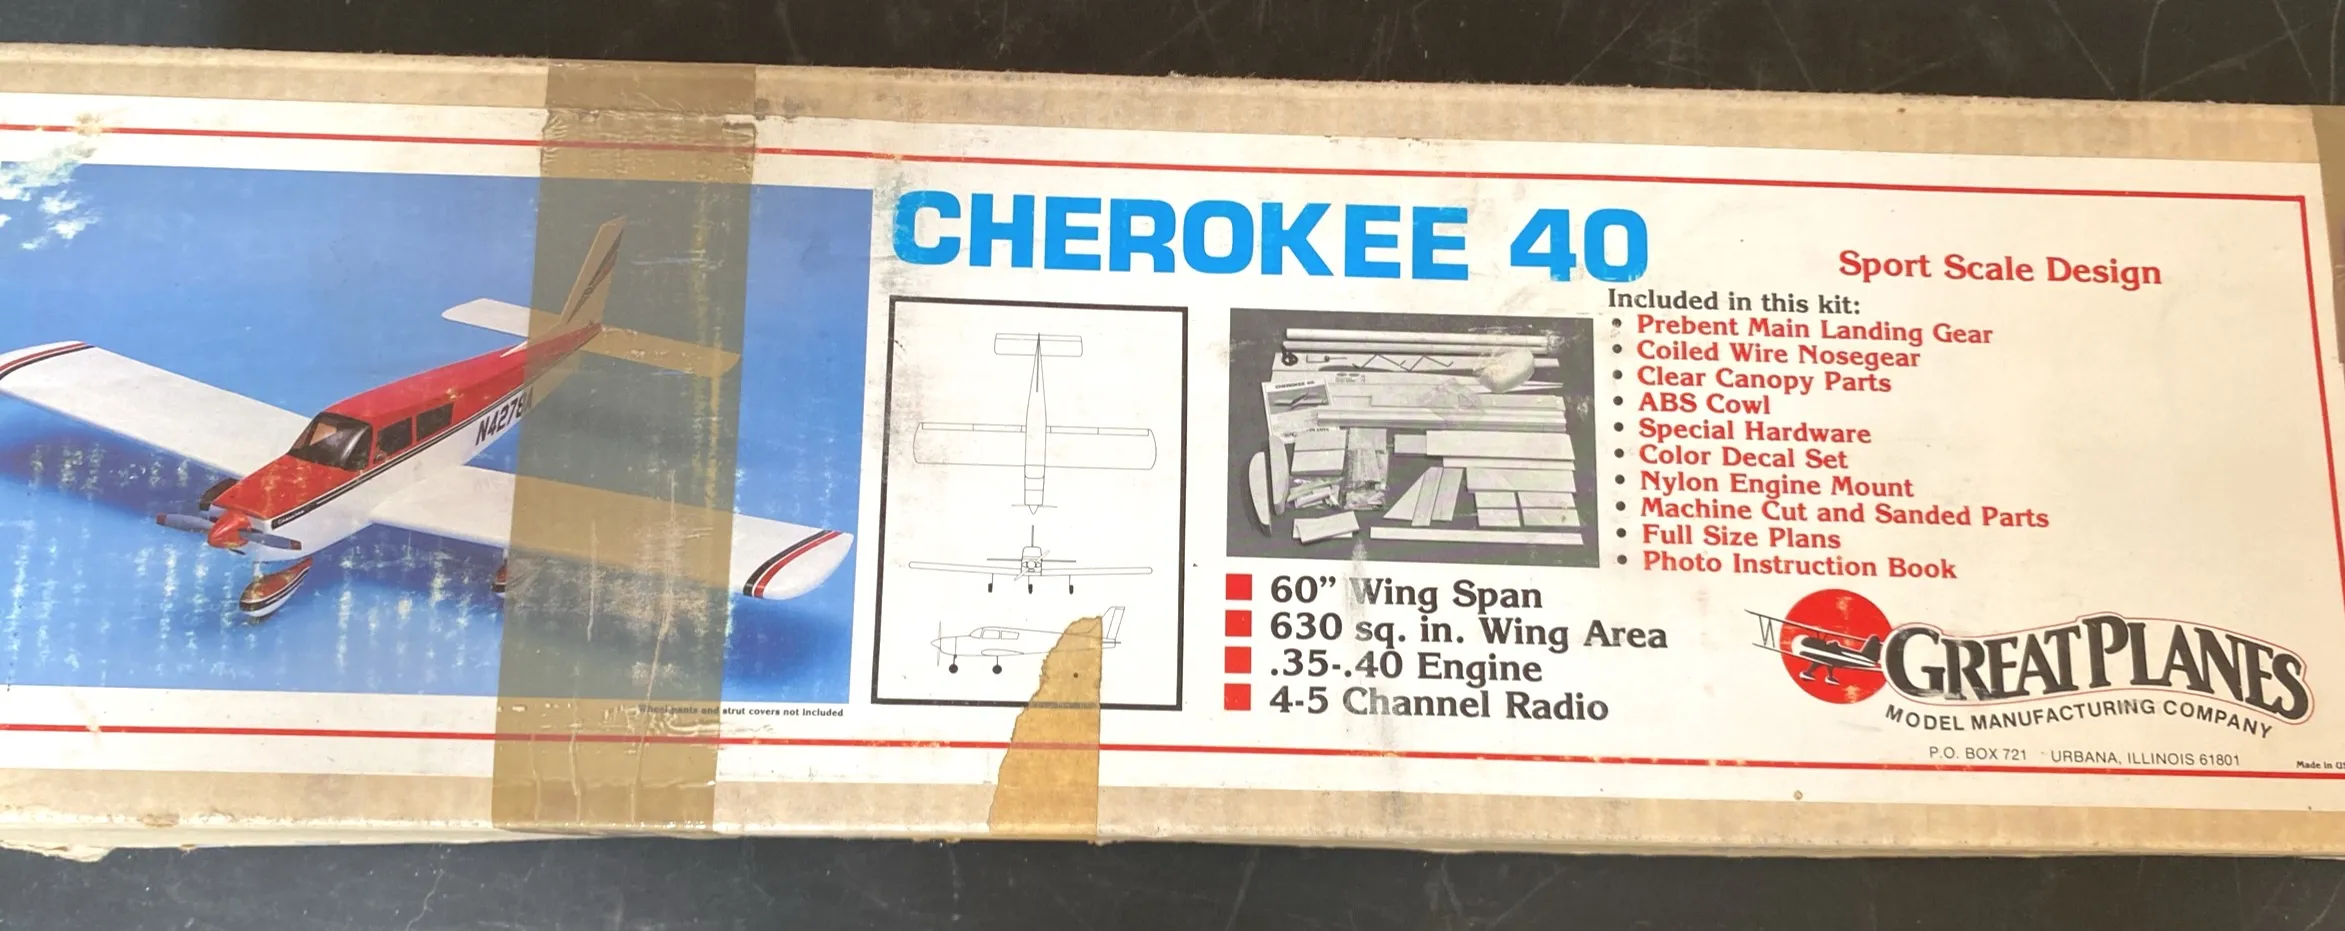 CHEROKEE 40
Sport Scale Design
Included in this kit:
• Prebent Main Landing Gear
• Coiled Wire Nosegear
• Clear Canopy Parts
• ABS Cowl
• Special Hardware
• Color Decal Set
• Nylon Engine Mount
• Machine Cut and Sanded Parts
• Full Size Plans
• Photo Instruction Book
60” Wing Span
630 sq. in. Wing Area
.35-.40 Engine
4-5 Channel Radio
N4278
Wheel pants and strut covers not included
GREAT PLANES
MODEL MANUFACTURING COMPANY
P.O. BOX 721 URBANA, ILLINOIS 61801
Made in